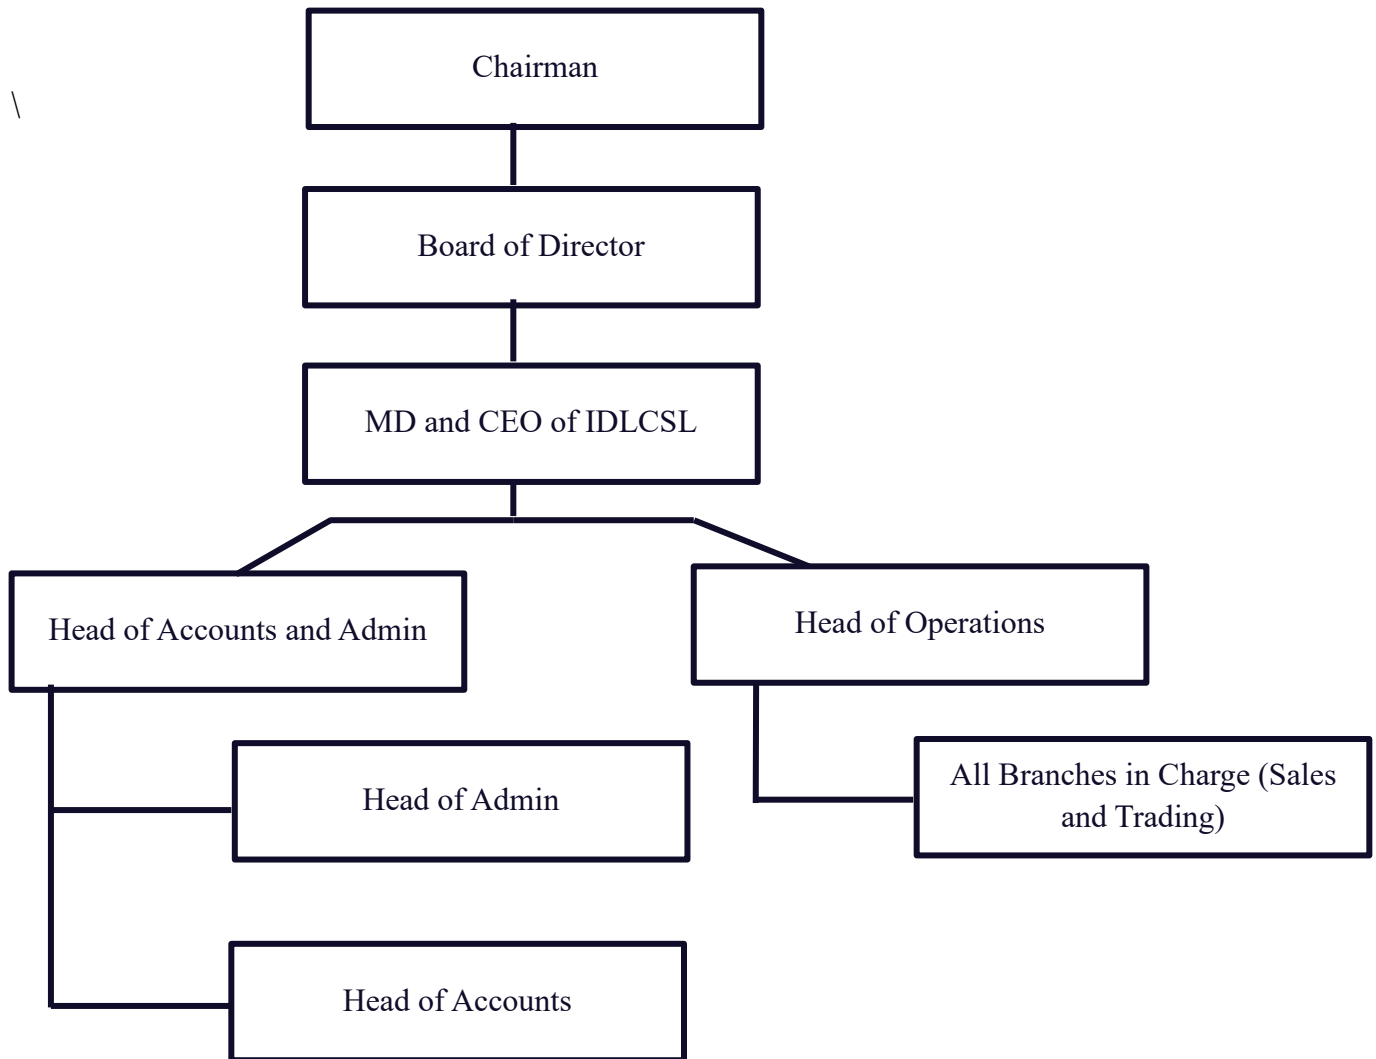 Chairman
\
Board of Director
MD and CEO of IDLCSL
Head of Accounts and Admin
Head of Operations
Head of Admin
All Branches in Charge (Sales
and Trading)
Head of Accounts